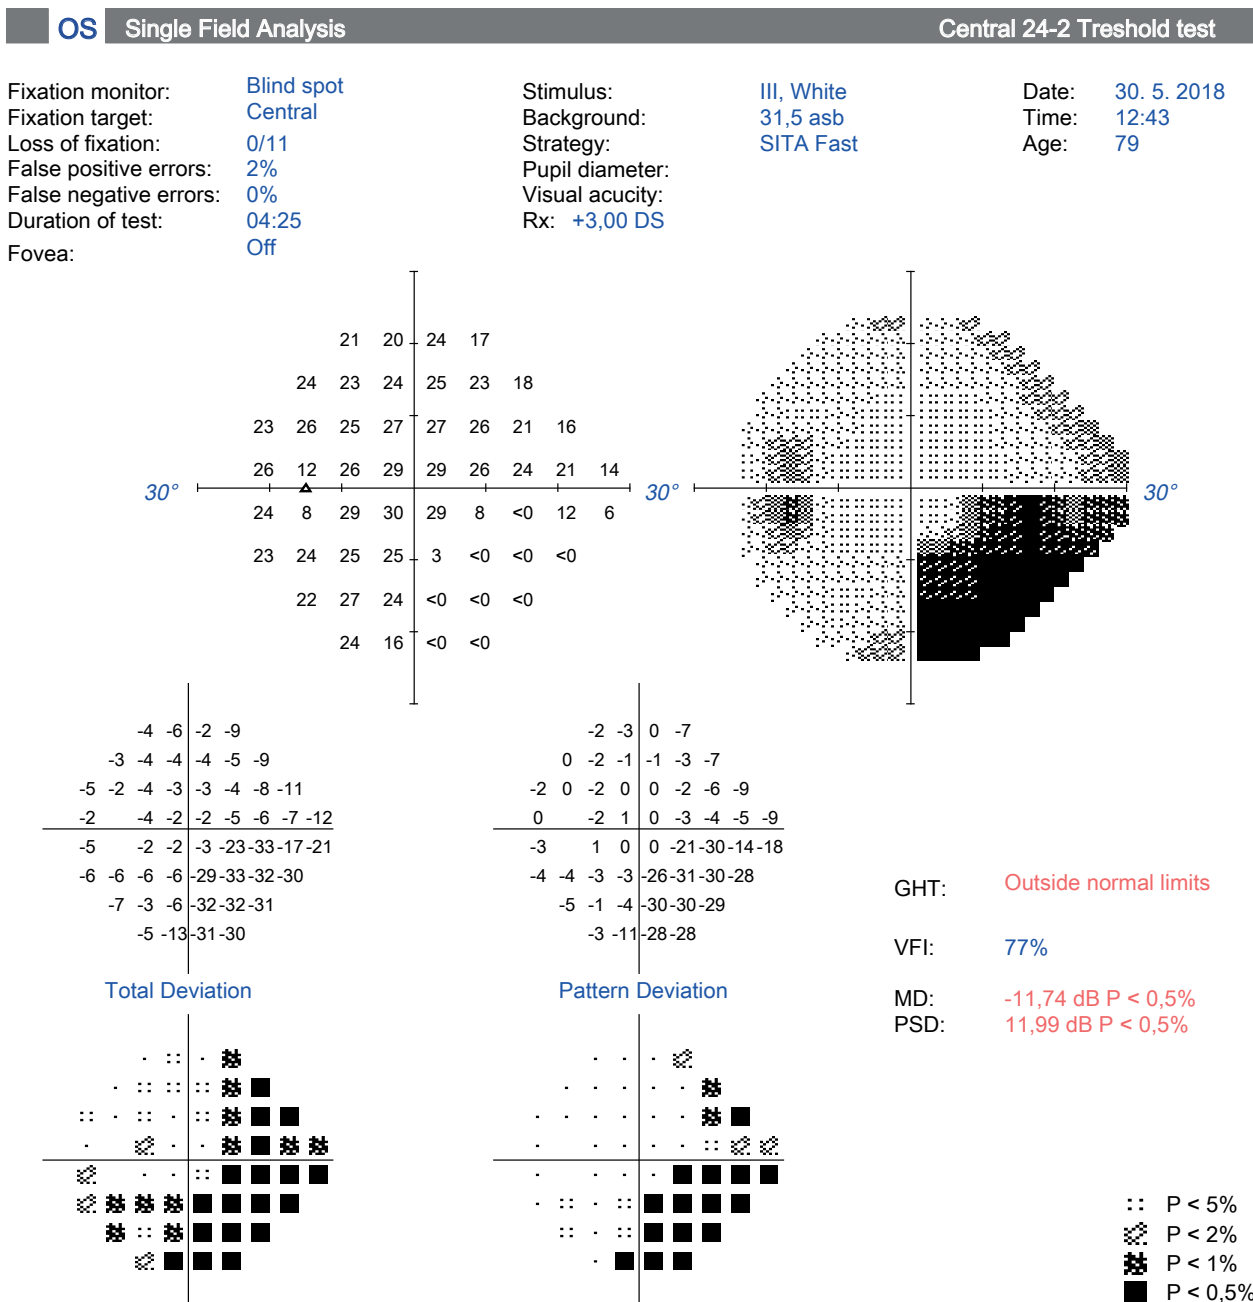 OS Single Field Analysis Central 24-2 Treshold test
Fixation monitor: Blind spot Stimulus: III, White Date: 30. 5. 2018
Fixation target: Central Background: 31,5 asb Time: 12:43
Loss of fixation: 0/11 Strategy: SITA Fast Age: 79
False positive errors: 2% Pupil diameter:
False negative errors: 0% Visual acucity:
Duration of test: 04:25 Rx: +3,00 DS
Fovea: Off
21 20 24 17
24 23 24 25 23 18
23 26 25 27 27 26 21 16
26 12 26 29 29 26 24 21 14
30° 30° 30°
24 8 29 30 29 8 <0 12 6
23 24 25 25 3 <0 <0 <0
22 27 24 <0 <0 <0
24 16 <0 <0
-4 -6 -2 -9 -2 -3 0 -7
-3 -4 -4 -4 -5 -9 0 -2 -1 -1 -3 -7
-5 -2 -4 -3 -3 -4 -8 -11 -2 0 -2 0 0 -2 -6 -9
-2 -4 -2 -2 -5 -6 -7 -12 0 -2 1 0 -3 -4 -5 -9
-5 -2 -2 -3 -23 -33 -17 -21 -3 1 0 0 -21 -30 -14 -18
-6 -6 -6 -6 -29 -33 -32 -30 -4 -4 -3 -3 -26 -31 -30 -28
-7 -3 -6 -32 -32 -31 -5 -1 -4 -30 -30 -29
-5 -13 -31 -30 -3 -11 -28 -28
GHT: Outside normal limits
VFI: 77%
Total Deviation Pattern Deviation
MD: -11,74 dB P < 0,5%
PSD: 11,99 dB P < 0,5%
P < 5%
P < 2%
P < 1%
P < 0,5%